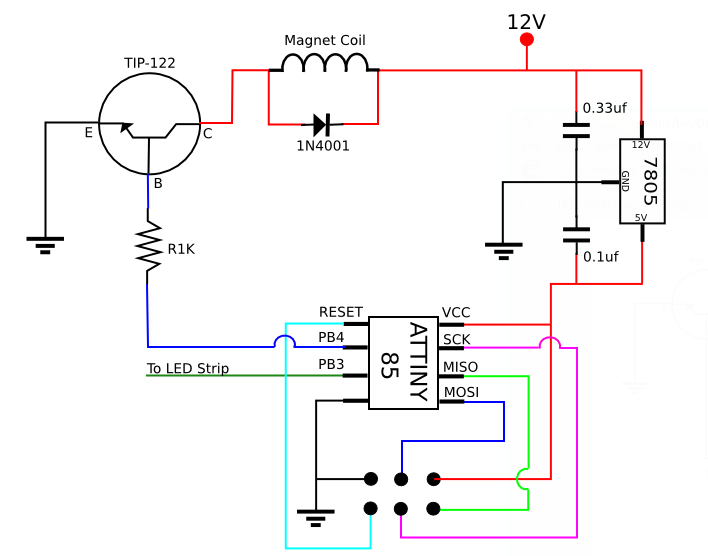 12V
Magnet Coil
TIP-122
0.33uf
E
C
1N4001
12V
GND
7805
B
5V
R1K
0.1uf
RESET
VCC
PB4
SCK
ATTINY
85
To LED Strip
PB3
MISO
MOSI